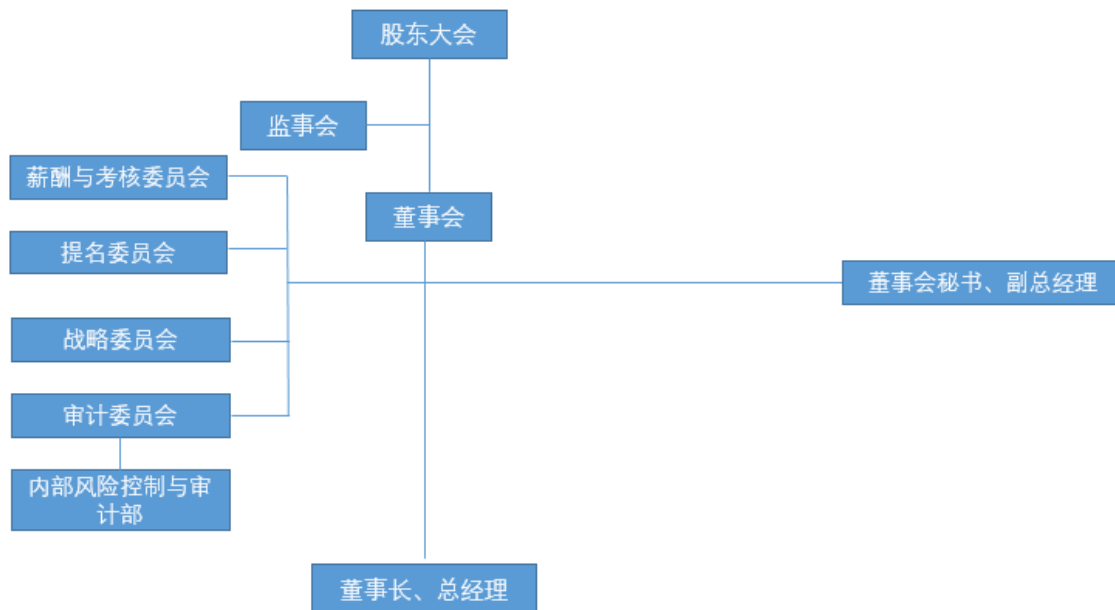 股东大会
监事会
薪酬与考核委员会
董事会
提名委员会
董事会秘书、副总经理
战略委员会
审计委员会
内部风险控制与审
计部
董事长、总经理